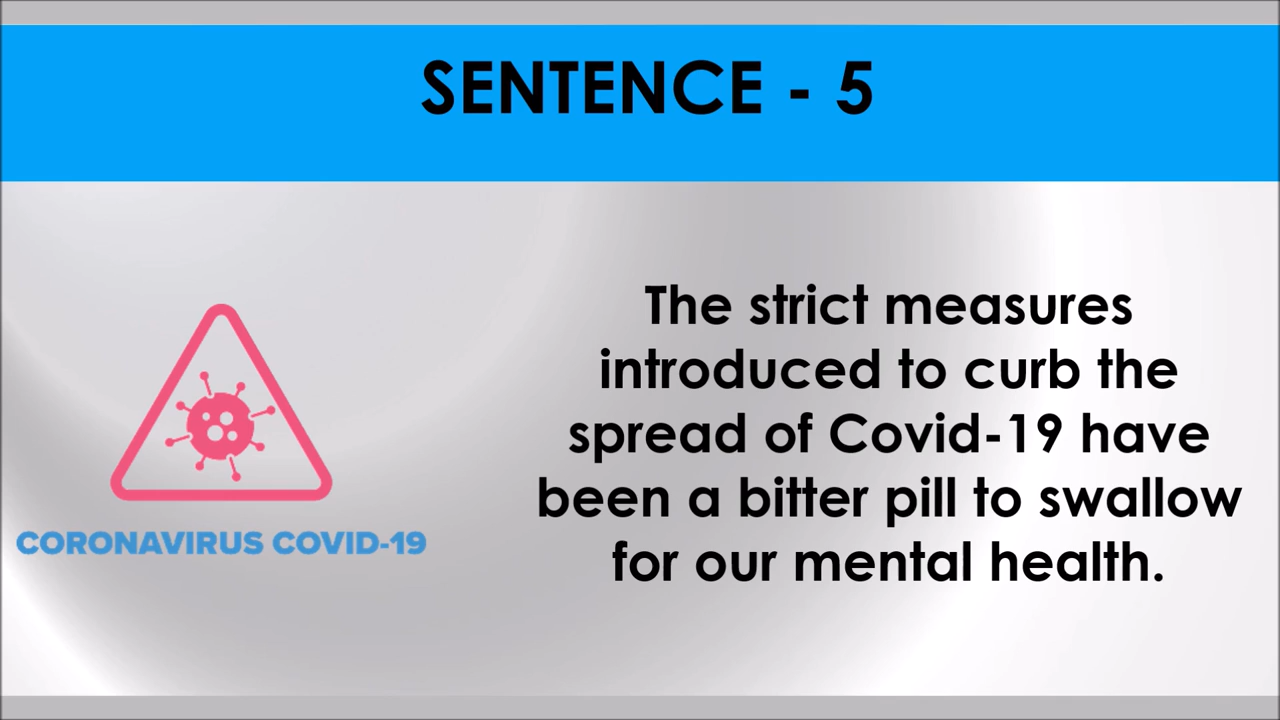 SENTENCE - 5
The strict measures
introduced to curb the
spread of Covid-19 have
been a bitter pill to swallow
for our mental health.
CORONAVIRUS COVID-19